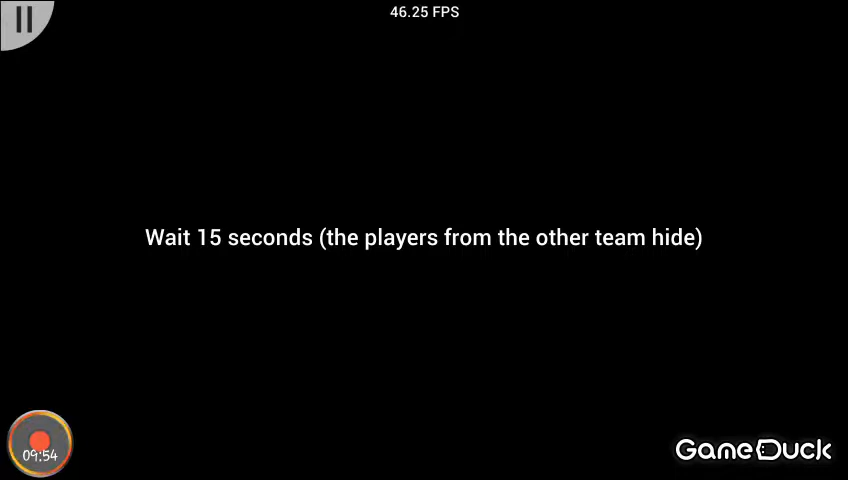 46.25 FPS
Wait 15 seconds (the players from the other team hide)
09:54
GameDuck